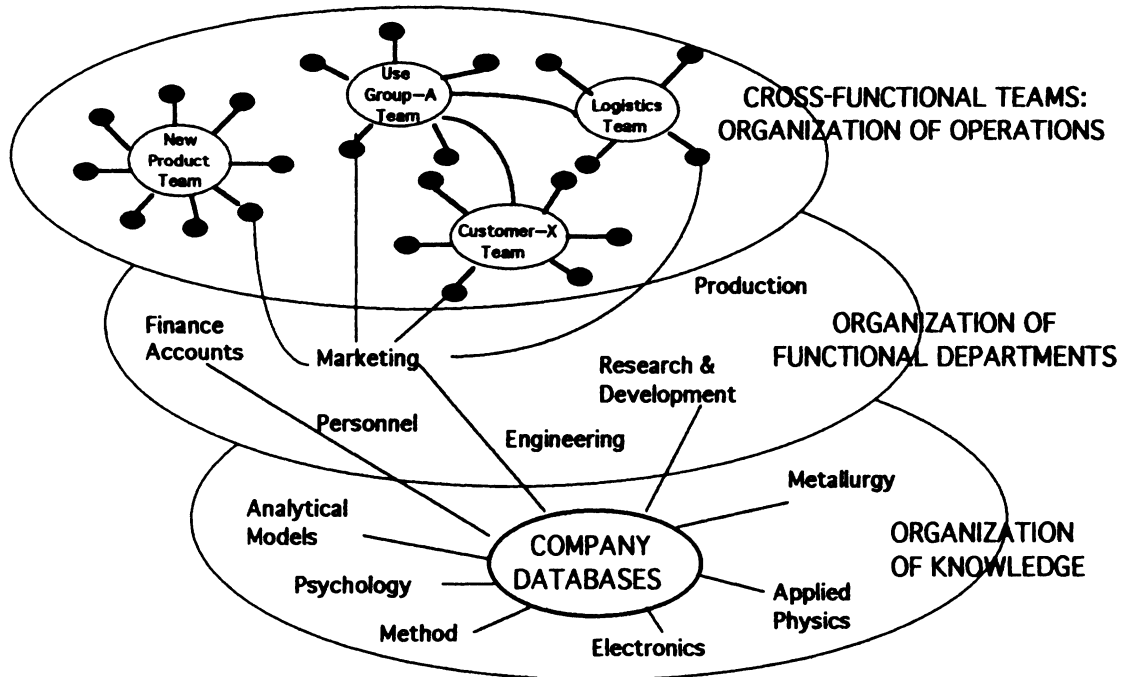 Use
Group-A
Team
Logistics
Team
CROSS-FUNCTIONAL TEAMS:
ORGANIZATION OF OPERATIONS
New
Product
Team
Customer-X
Team
Production
Finance
Accounts
Marketing
ORGANIZATION OF
FUNCTIONAL DEPARTMENTS
Research &
Development
Personnel
Engineering
Metallurgy
Analytical
Models
COMPANY
DATABASES
ORGANIZATION
OF KNOWLEDGE
Psychology
Applied
Physics
Method
Electronics